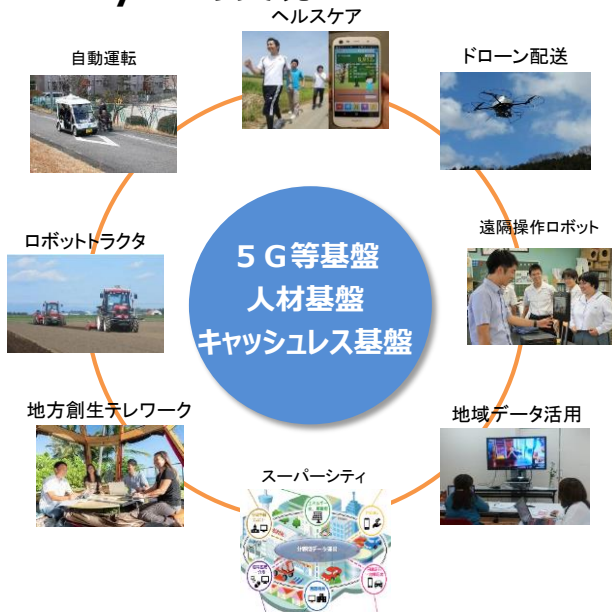 ヘルスケア
自動運転
ドローン配送
ロボットトラクタ
遠隔操作ロボット
５Ｇ等基盤
人材基盤
キャッシュレス基盤
地方創生テレワーク
地域データ活用
スーパーシティ